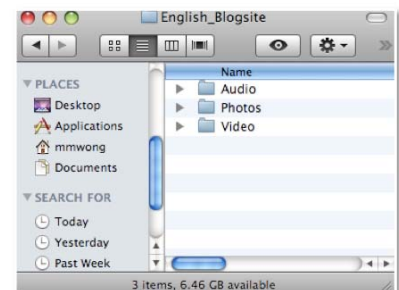 English_Blogsite
Name
PLACES
Desktop
Applications
mmwong
Documents
SEARCH FOR
Today
Yesterday
Past Week
Audio
Photos
Video
3 items, 6.46 GB available